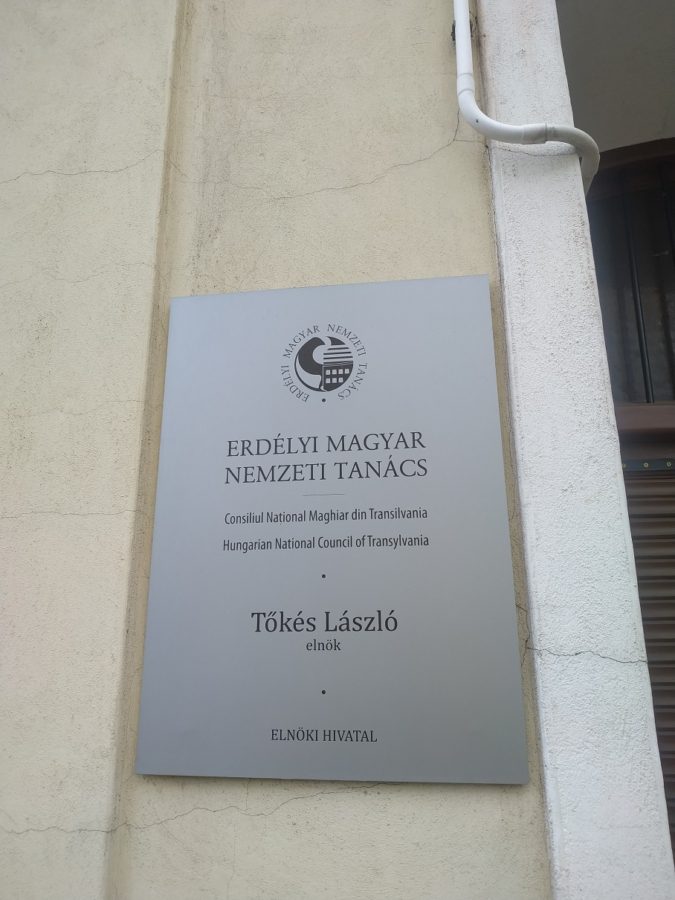 ERDÉLYI MAGYAR NEMZETI TANÁCS
ERDÉLYI MAGYAR
NEMZETI TANÁCS
Consiliul National Maghiar din Transilvania
Hungarian National Council of Transylvania
Tőkés László
elnök
ELNÖKI HIVATAL